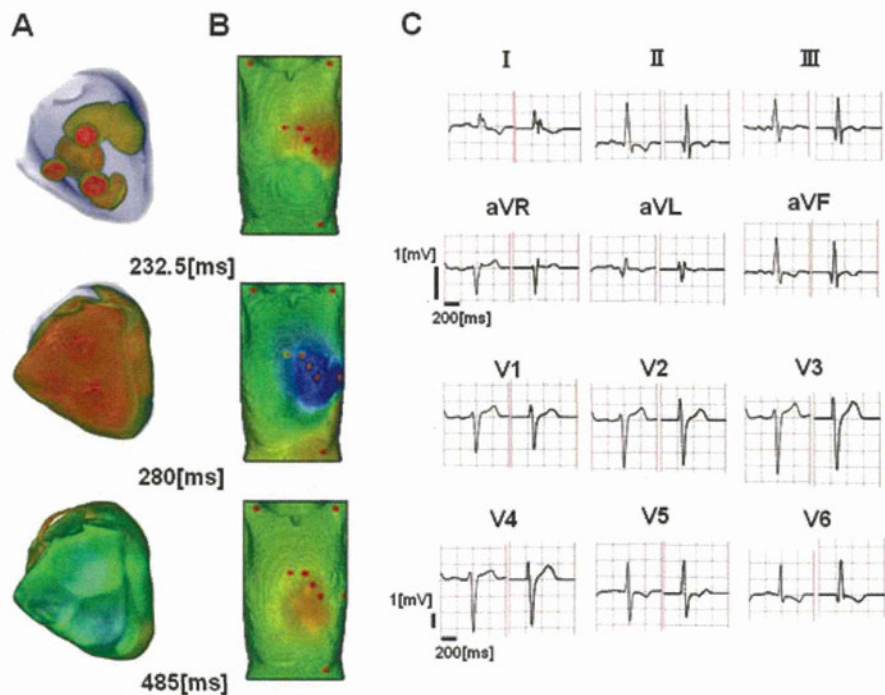 A
B
C
232.5[ms]
280[ms]
485[ms]
I
II
III
aVR
aVL
aVF
1[mV]
200[ms]
V1
V2
V3
V4
V5
V6
1[mV]
200[ms]